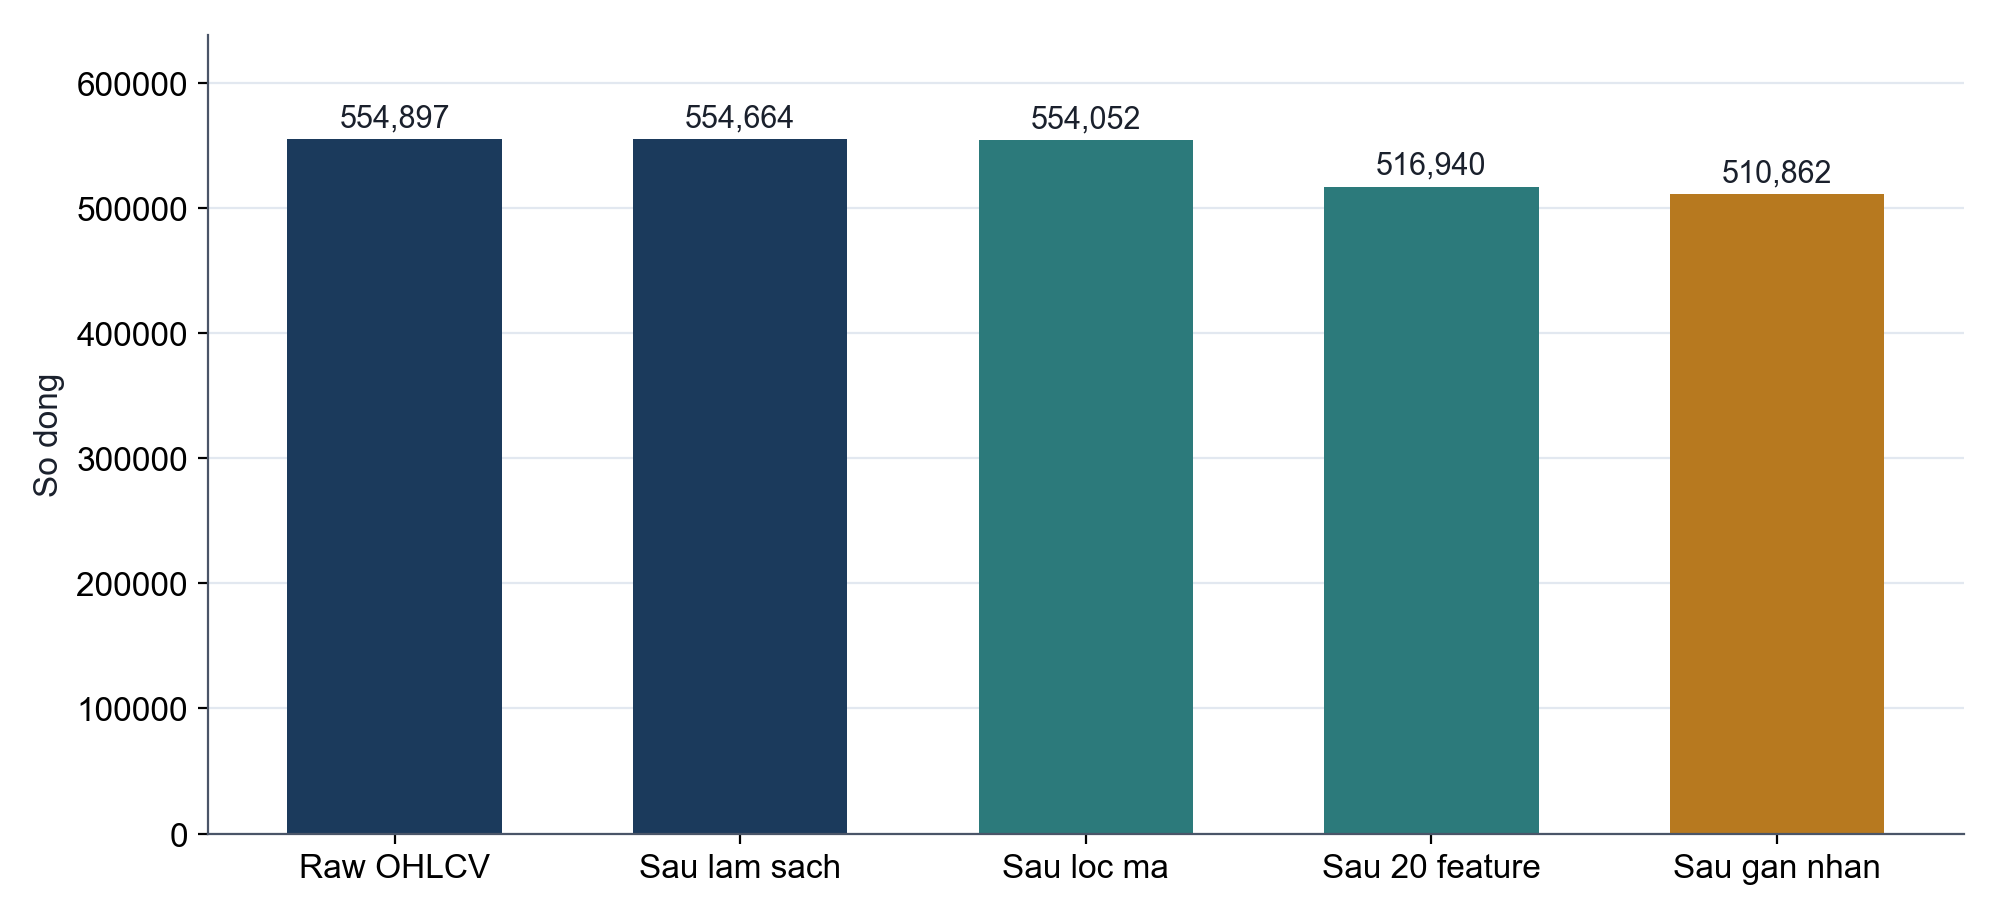 600000
500000
400000
300000
200000
100000
0
So dong
554,897
554,664
554,052
516,940
510,862
Raw OHLCV
Sau lam sach
Sau loc ma
Sau 20 feature
Sau gan nhan